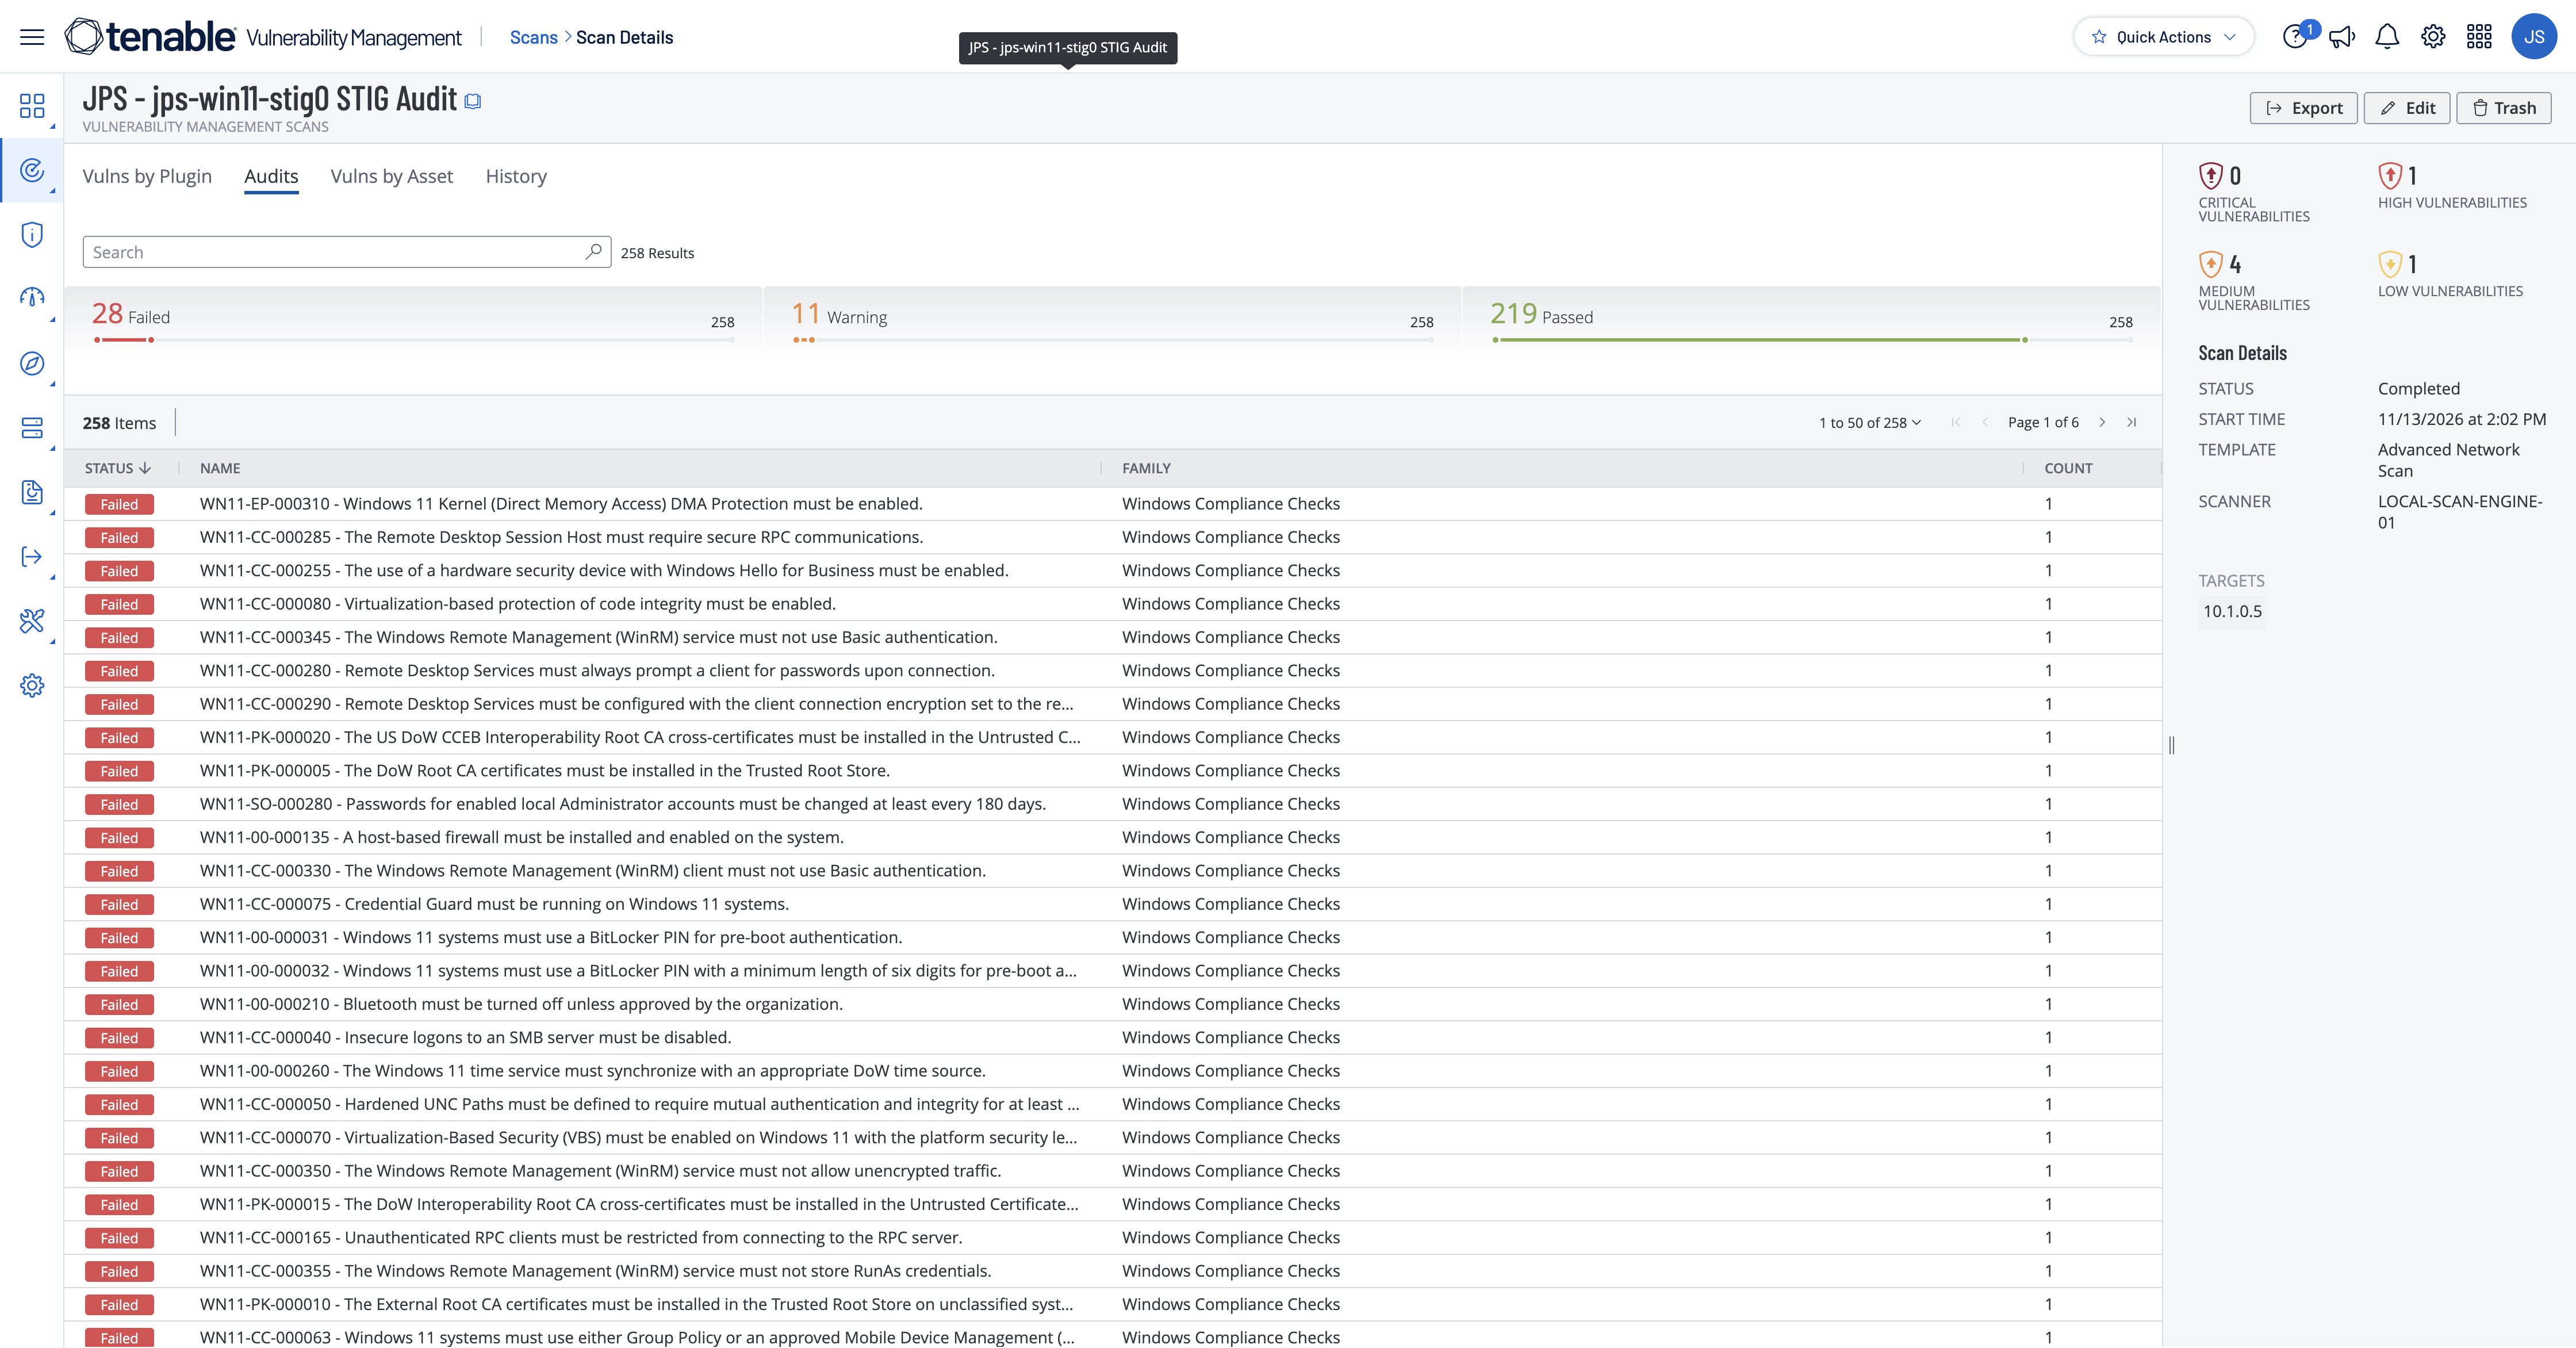 tenable Vulnerability Management
Scans > Scan Details
JPS - jps-win11-stig0 STIG Audit
Quick Actions
1
JS
JPS - jps-win11-stig0 STIG Audit
VULNERABILITY MANAGEMENT SCANS
Export
Edit
Trash
Vulns by Plugin
Audits
Vulns by Asset
History
Search
258 Results
28 Failed 258
11 Warning 258
219 Passed 258
258 Items
1 to 50 of 258
Page 1 of 6
STATUS NAME FAMILY COUNT
Failed WN11-EP-000310 - Windows 11 Kernel (Direct Memory Access) DMA Protection must be enabled. Windows Compliance Checks 1
Failed WN11-CC-000285 - The Remote Desktop Session Host must require secure RPC communications. Windows Compliance Checks 1
Failed WN11-CC-000255 - The use of a hardware security device with Windows Hello for Business must be enabled. Windows Compliance Checks 1
Failed WN11-CC-000080 - Virtualization-based protection of code integrity must be enabled. Windows Compliance Checks 1
Failed WN11-CC-000345 - The Windows Remote Management (WinRM) service must not use Basic authentication. Windows Compliance Checks 1
Failed WN11-CC-000280 - Remote Desktop Services must always prompt a client for passwords upon connection. Windows Compliance Checks 1
Failed WN11-CC-000290 - Remote Desktop Services must be configured with the client connection encryption set to the re... Windows Compliance Checks 1
Failed WN11-PK-000020 - The US DoW CCEB Interoperability Root CA cross-certificates must be installed in the Untrusted C... Windows Compliance Checks 1
Failed WN11-PK-000005 - The DoW Root CA certificates must be installed in the Trusted Root Store. Windows Compliance Checks 1
Failed WN11-SO-000280 - Passwords for enabled local Administrator accounts must be changed at least every 180 days. Windows Compliance Checks 1
Failed WN11-00-000135 - A host-based firewall must be installed and enabled on the system. Windows Compliance Checks 1
Failed WN11-CC-000330 - The Windows Remote Management (WinRM) client must not use Basic authentication. Windows Compliance Checks 1
Failed WN11-CC-000075 - Credential Guard must be running on Windows 11 systems. Windows Compliance Checks 1
Failed WN11-00-000031 - Windows 11 systems must use a BitLocker PIN for pre-boot authentication. Windows Compliance Checks 1
Failed WN11-00-000032 - Windows 11 systems must use a BitLocker PIN with a minimum length of six digits for pre-boot a... Windows Compliance Checks 1
Failed WN11-00-000210 - Bluetooth must be turned off unless approved by the organization. Windows Compliance Checks 1
Failed WN11-CC-000040 - Insecure logons to an SMB server must be disabled. Windows Compliance Checks 1
Failed WN11-00-000260 - The Windows 11 time service must synchronize with an appropriate DoW time source. Windows Compliance Checks 1
Failed WN11-CC-000050 - Hardened UNC Paths must be defined to require mutual authentication and integrity for at least ... Windows Compliance Checks 1
Failed WN11-CC-000070 - Virtualization-Based Security (VBS) must be enabled on Windows 11 with the platform security le... Windows Compliance Checks 1
Failed WN11-CC-000350 - The Windows Remote Management (WinRM) service must not allow unencrypted traffic. Windows Compliance Checks 1
Failed WN11-PK-000015 - The DoW Interoperability Root CA cross-certificates must be installed in the Untrusted Certificate... Windows Compliance Checks 1
Failed WN11-CC-000165 - Unauthenticated RPC clients must be restricted from connecting to the RPC server. Windows Compliance Checks 1
Failed WN11-CC-000355 - The Windows Remote Management (WinRM) service must not store RunAs credentials. Windows Compliance Checks 1
Failed WN11-PK-000010 - The External Root CA certificates must be installed in the Trusted Root Store on unclassified syst... Windows Compliance Checks 1
Failed WN11-CC-000063 - Windows 11 systems must use either Group Policy or an approved Mobile Device Management (... Windows Compliance Checks 1
0
CRITICAL
VULNERABILITIES
1
HIGH VULNERABILITIES
4
MEDIUM
VULNERABILITIES
1
LOW VULNERABILITIES
Scan Details
STATUS Completed
START TIME 11/13/2026 at 2:02 PM
TEMPLATE Advanced Network
Scan
SCANNER LOCAL-SCAN-ENGINE-
01
TARGETS
10.1.0.5